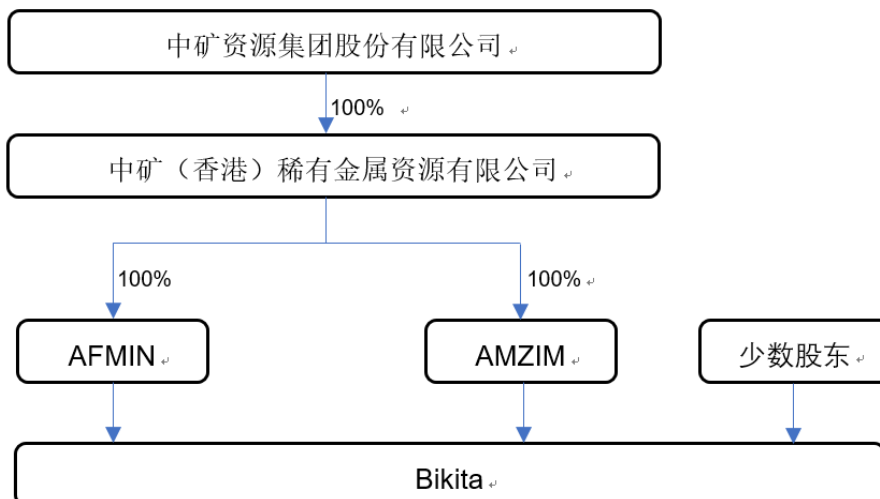 中矿资源集团股份有限公司
100%
中矿（香港）稀有金属资源有限公司
100%
100%
AFMIN
AMZIM
少数股东
Bikita